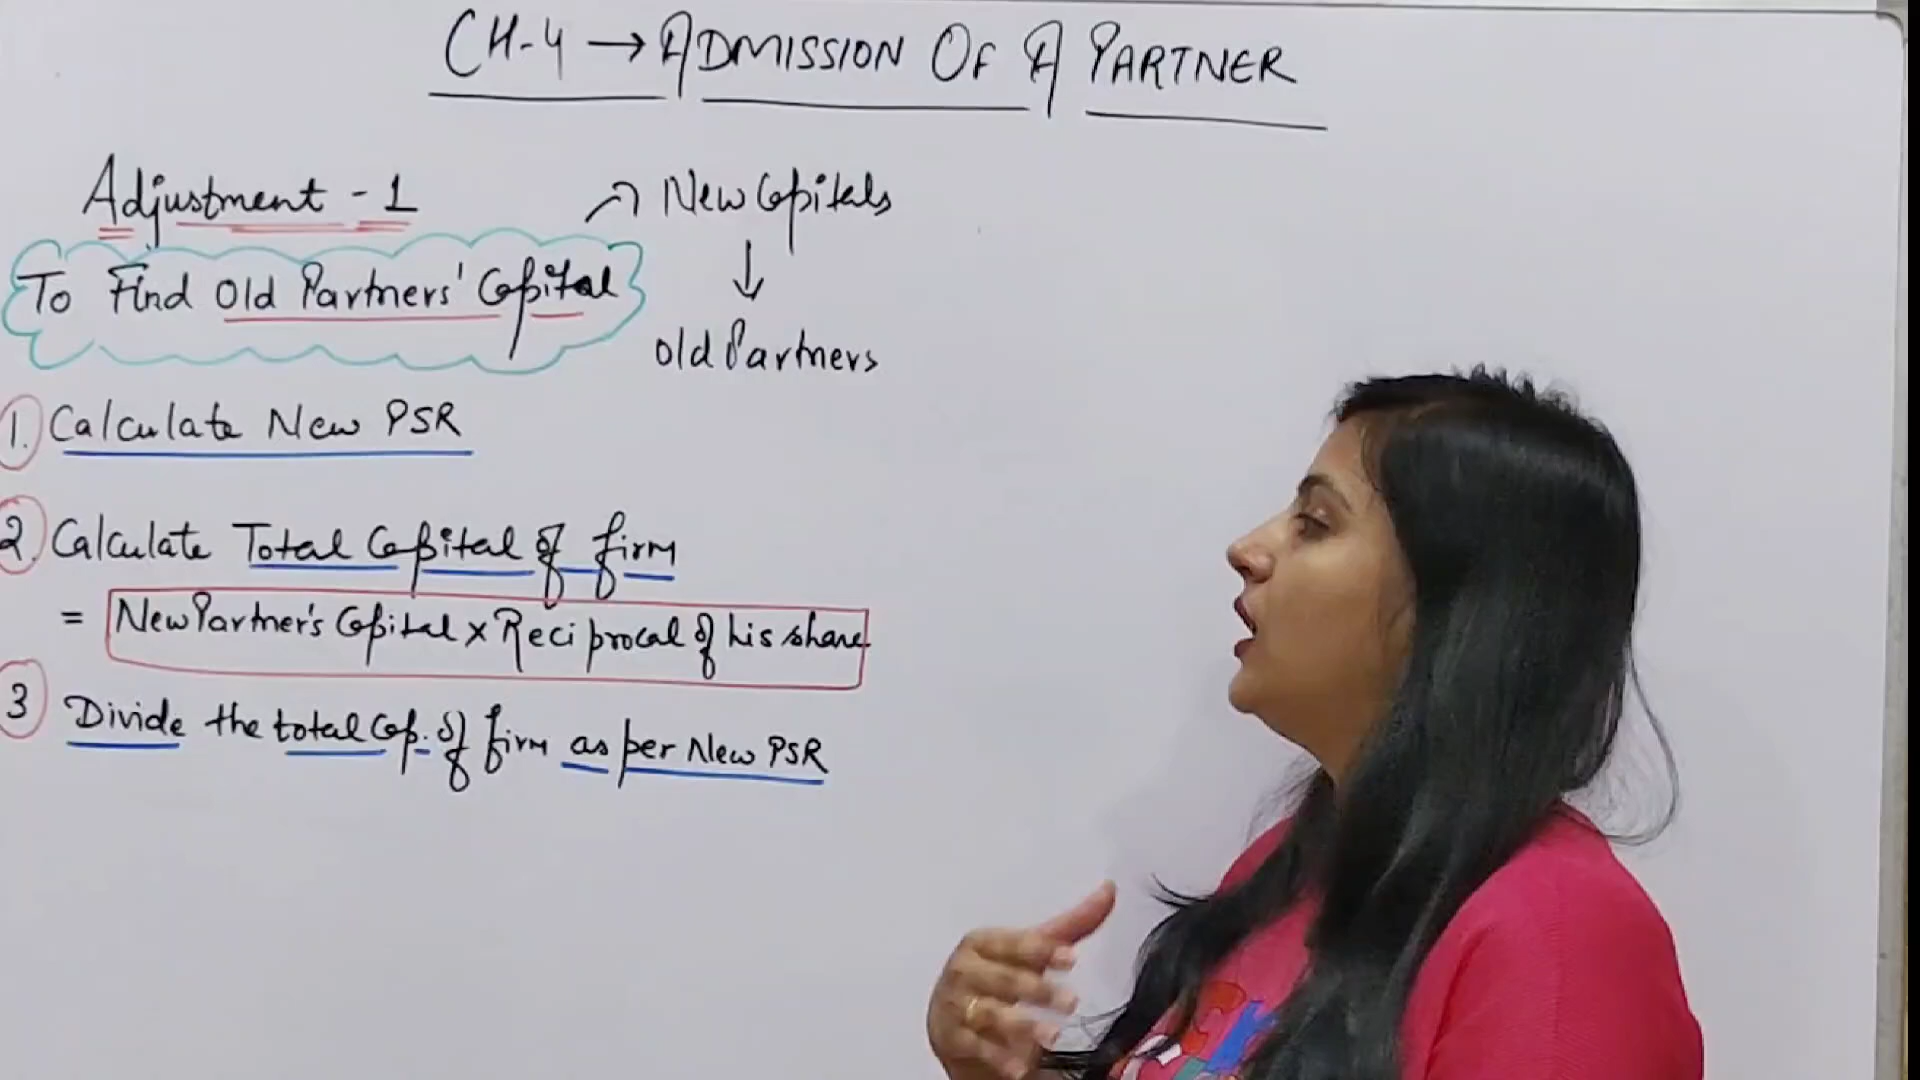 CH-4 → ADMISSION OF A PARTNER
Adjustment - 1
To Find Old Partners' Capital
New Capitals
↓
Old Partners
1. Calculate New PSR
2. Calculate Total Capital of firm
= New Partner's Capital x Reciprocal of his share
3 Divide the total Cap. of firm as per New PSR